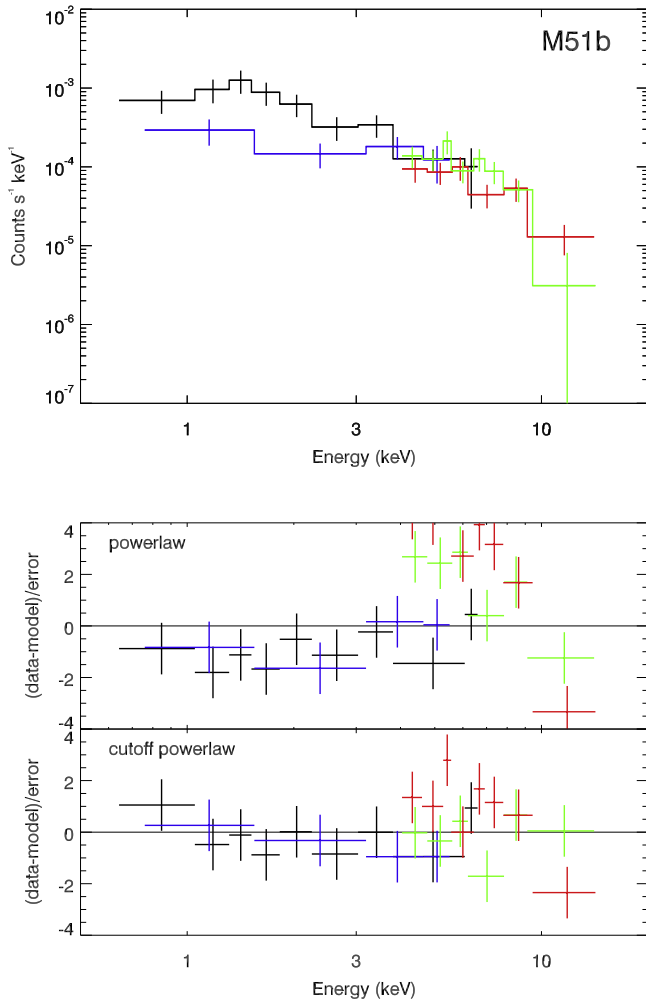 M51b
10⁻²
10⁻³
10⁻⁴
10⁻⁵
10⁻⁶
10⁻⁷
Counts s⁻¹ keV⁻¹
1 3 10
Energy (keV)
powerlaw
4
2
0
-2
-4
(data-model)/error
cutoff powerlaw
4
2
0
-2
-4
(data-model)/error
1 3 10
Energy (keV)